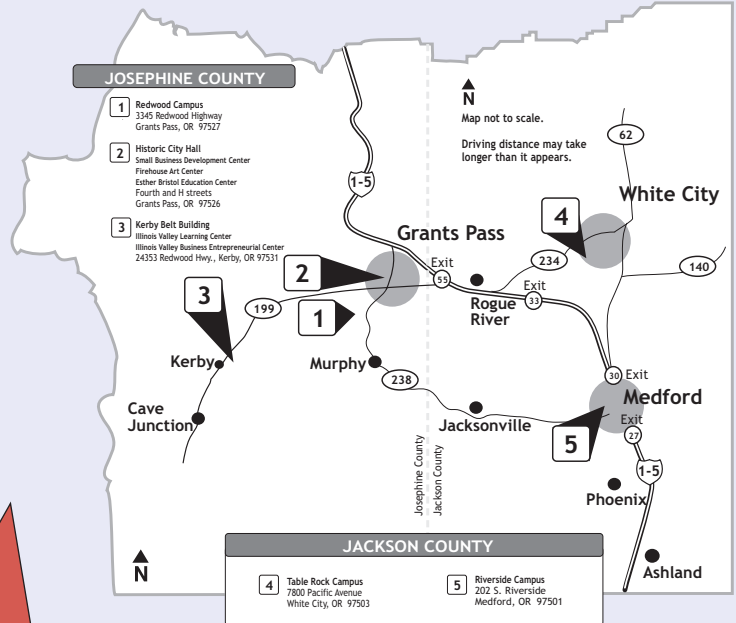 JOSEPHINE COUNTY
1
Redwood Campus
3345 Redwood Highway
Grants Pass, OR 97527
2
Historic City Hall
Small Business Development Center
Firehouse Art Center
Esther Bristol Education Center
Fourth and H streets
Grants Pass, OR 97526
3
Kerby Belt Building
Illinois Valley Learning Center
Illinois Valley Business Entrepreneurial Center
24353 Redwood Hwy., Kerby, OR 97531
N
Map not to scale.
Driving distance may take
longer than it appears.
62
1-5
White City
4
Grants Pass
234
140
Exit
55
2
Rogue
River
Exit
33
3
199
1
Kerby
Murphy
238
30 Exit
Medford
Cave
Junction
Jacksonville
5
Exit
27
Josephine County
Jackson County
1-5
Phoenix
Ashland
N
JACKSON COUNTY
4
Table Rock Campus
7800 Pacific Avenue
White City, OR 97503
5
Riverside Campus
202 S. Riverside
Medford, OR 97501